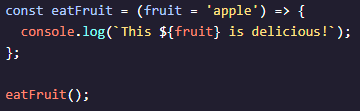 const eatFruit = (fruit = 'apple') => {
  console.log(`This ${fruit} is delicious!`);
};

eatFruit();